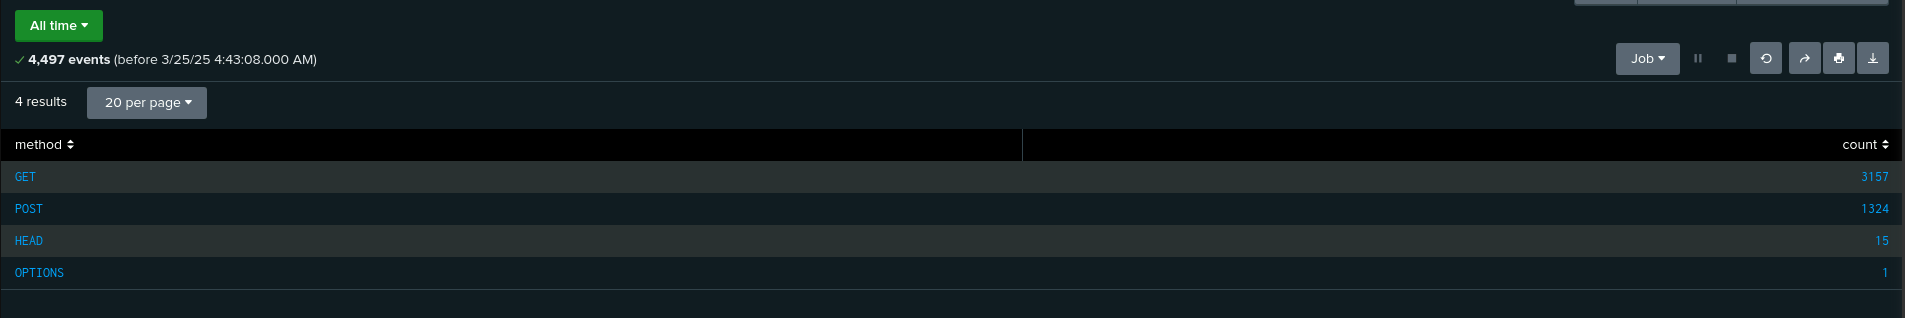 All time
4,497 events (before 3/25/25 4:43:08.000 AM)
Job
4 results 20 per page
method count
GET 3157
POST 1324
HEAD 15
OPTIONS 1